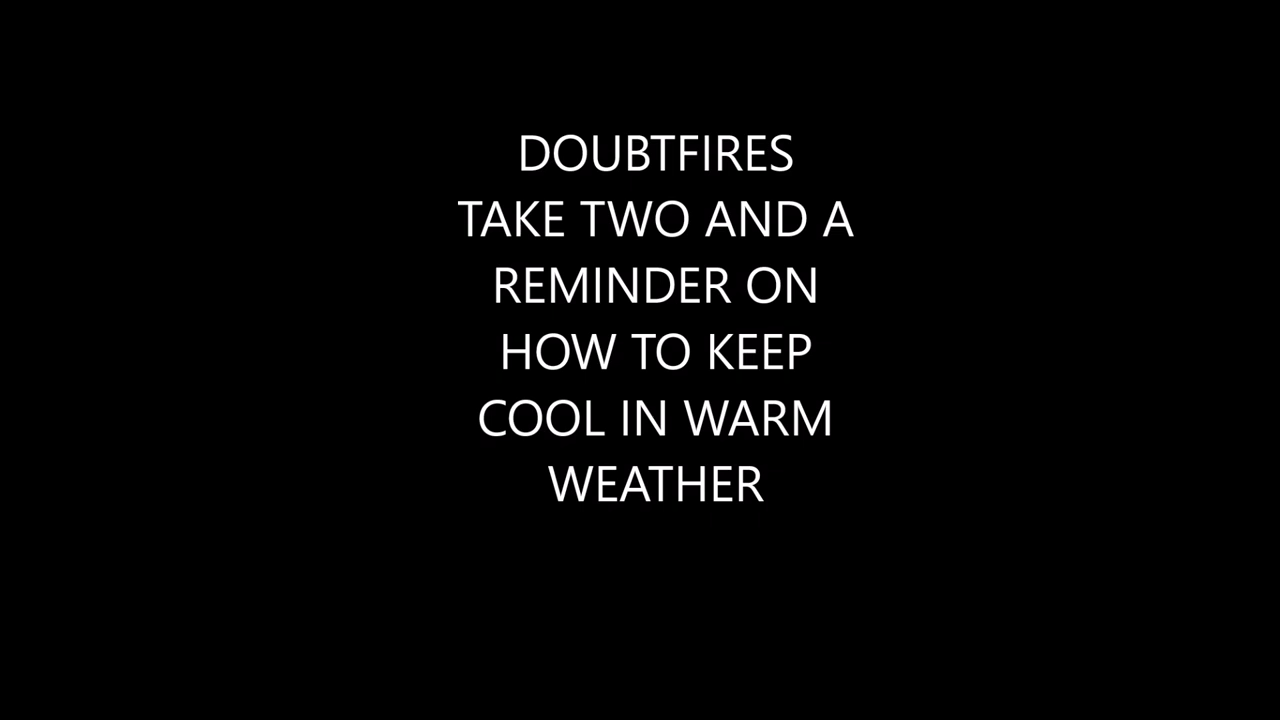 DOUBTFIRES
TAKE TWO AND A
REMINDER ON
HOW TO KEEP
COOL IN WARM
WEATHER